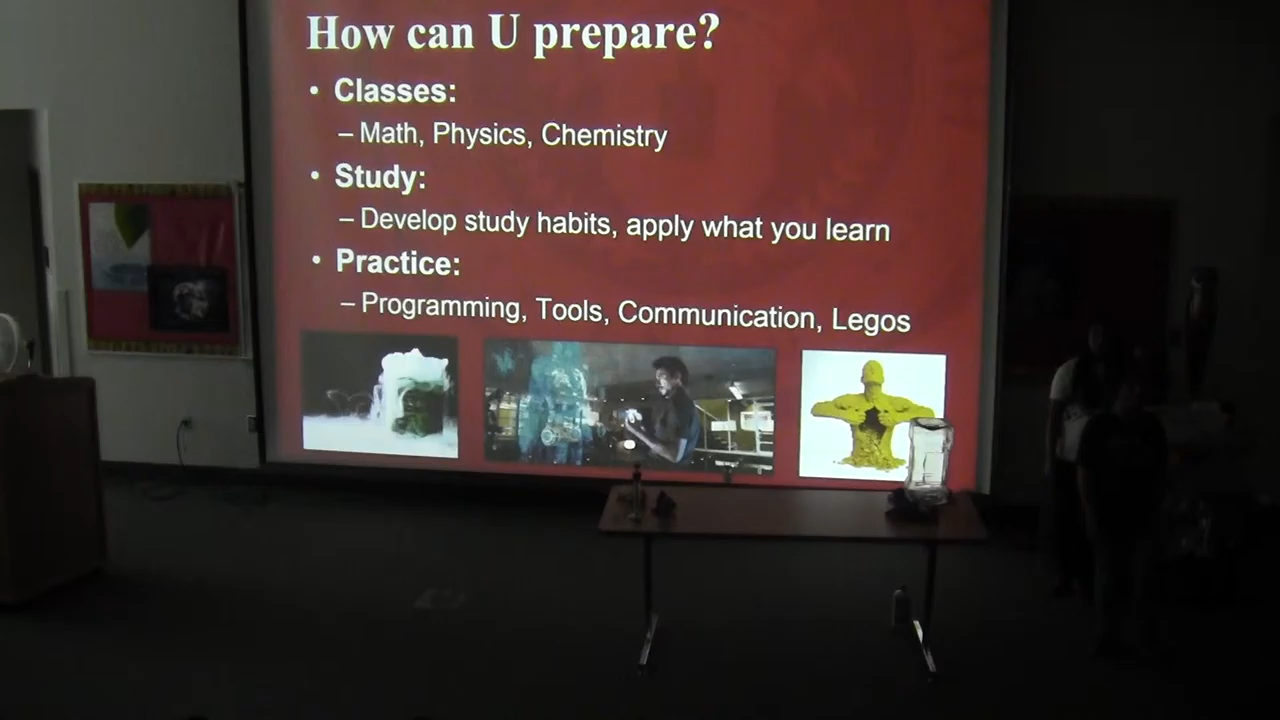 How can U prepare?
• Classes:
– Math, Physics, Chemistry
• Study:
– Develop study habits, apply what you learn
• Practice:
– Programming, Tools, Communication, Legos